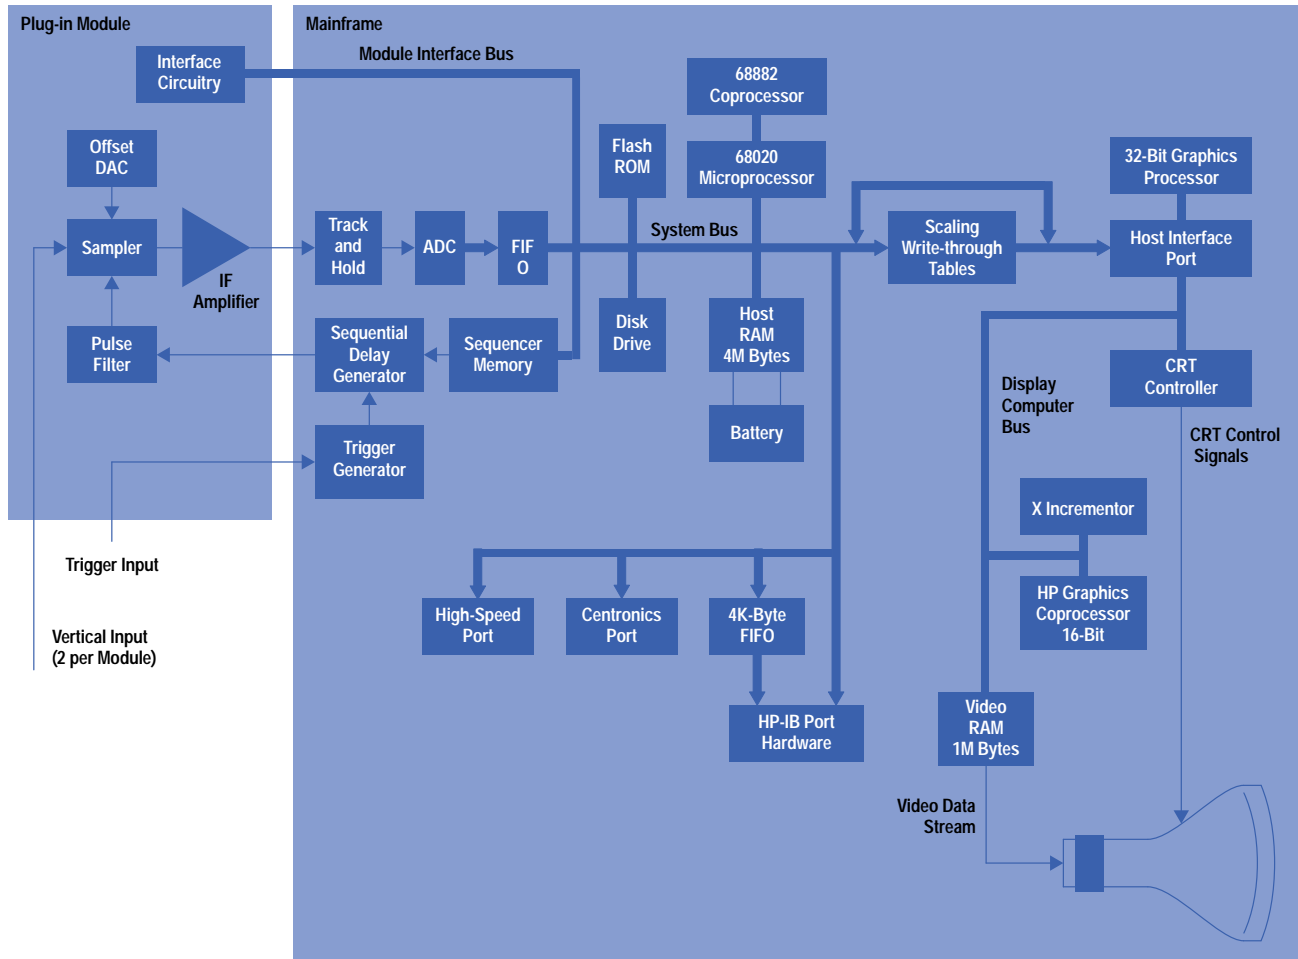 Plug-in Module
Mainframe
Interface
Circuitry
Module Interface Bus
68882
Coprocessor
Offset
DAC
Flash
ROM
68020
Microprocessor
32-Bit Graphics
Processor
Sampler
IF
Amplifier
Track
and
Hold
ADC
FIF
O
System Bus
Scaling
Write-through
Tables
Host Interface
Port
Pulse
Filter
Sequential
Delay
Generator
Sequencer
Memory
Disk
Drive
Host
RAM
4M Bytes
CRT
Controller
Display
Computer
Bus
Battery
Trigger
Generator
CRT Control
Signals
X Incrementor
Trigger Input
High-Speed
Port
Centronics
Port
4K-Byte
FIFO
HP Graphics
Coprocessor
16-Bit
Vertical Input
(2 per Module)
HP-IB Port
Hardware
Video
RAM
1M Bytes
Video Data
Stream